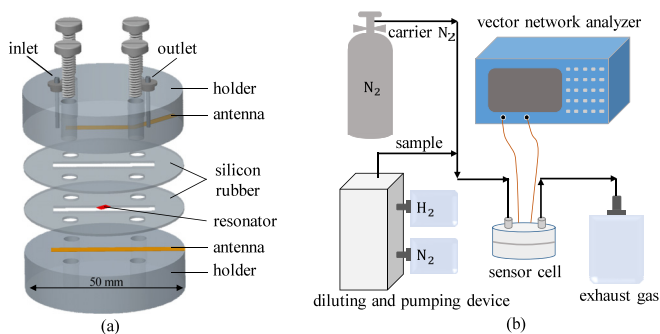 inlet
outlet
holder
antenna
silicon
rubber
resonator
antenna
holder
50 mm
(a)
(b)
carrier N₂
vector network analyzer
N₂
sample
H₂
N₂
sensor cell
diluting and pumping device
exhaust gas
(b)